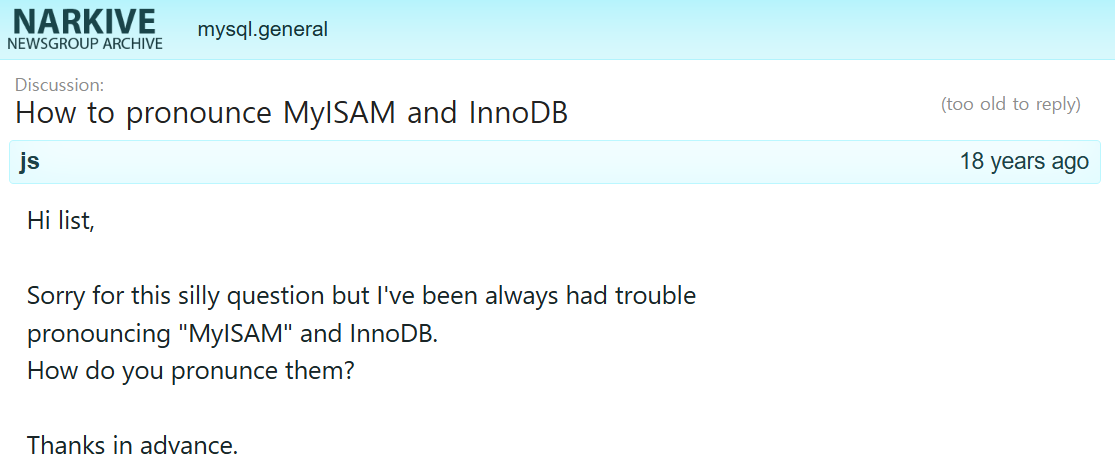 NARKIVE
NEWSGROUP ARCHIVE
mysql.general
Discussion:
How to pronounce MyISAM and InnoDB
(too old to reply)
js
18 years ago
Hi list,
Sorry for this silly question but I've been always had trouble
pronouncing "MyISAM" and InnoDB.
How do you pronunce them?
Thanks in advance.